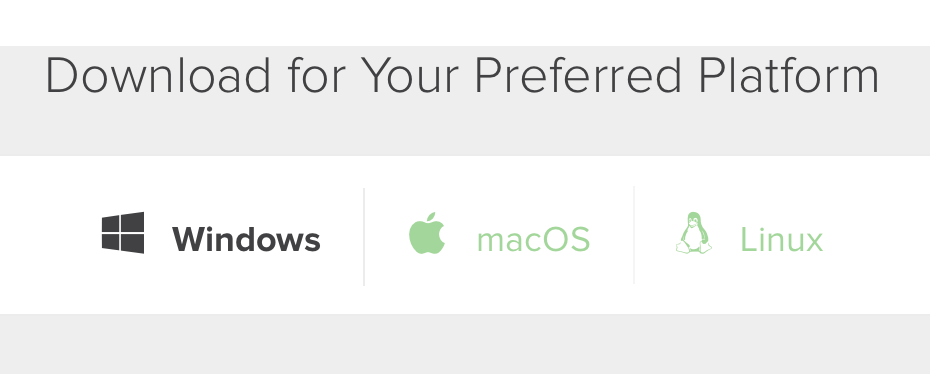 Download for Your Preferred Platform
Windows macOS Linux